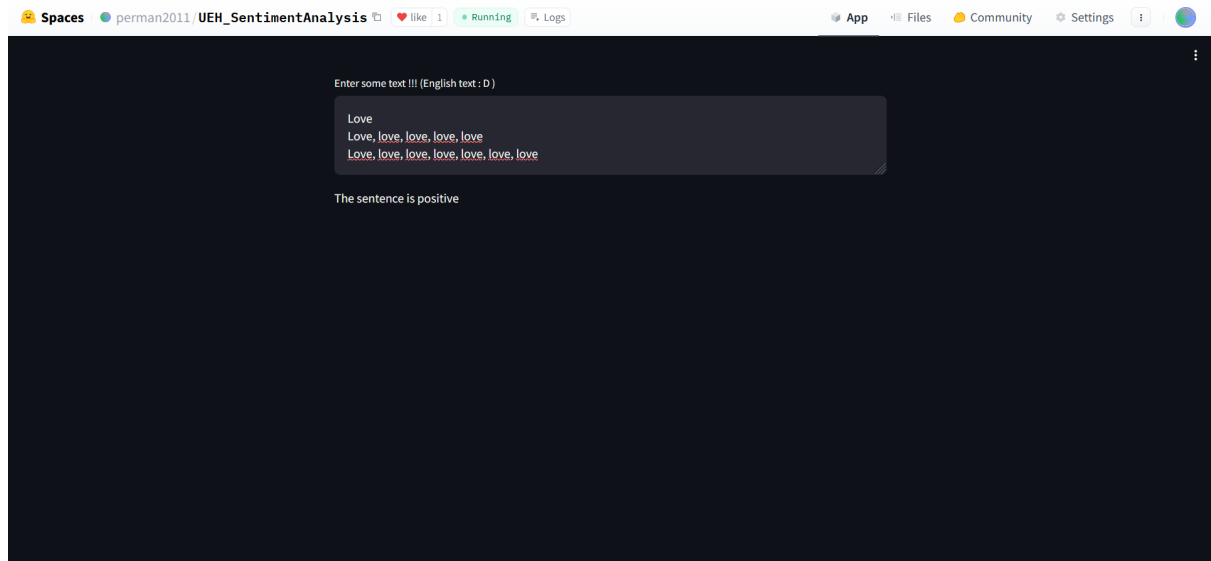 Spaces perman2011/UEH_SentimentAnalysis like 1 Running Logs App Files Community Settings
Enter some text !!! (English text : D )
Love
Love, love, love, love, love
Love, love, love, love, love, love, love
The sentence is positive